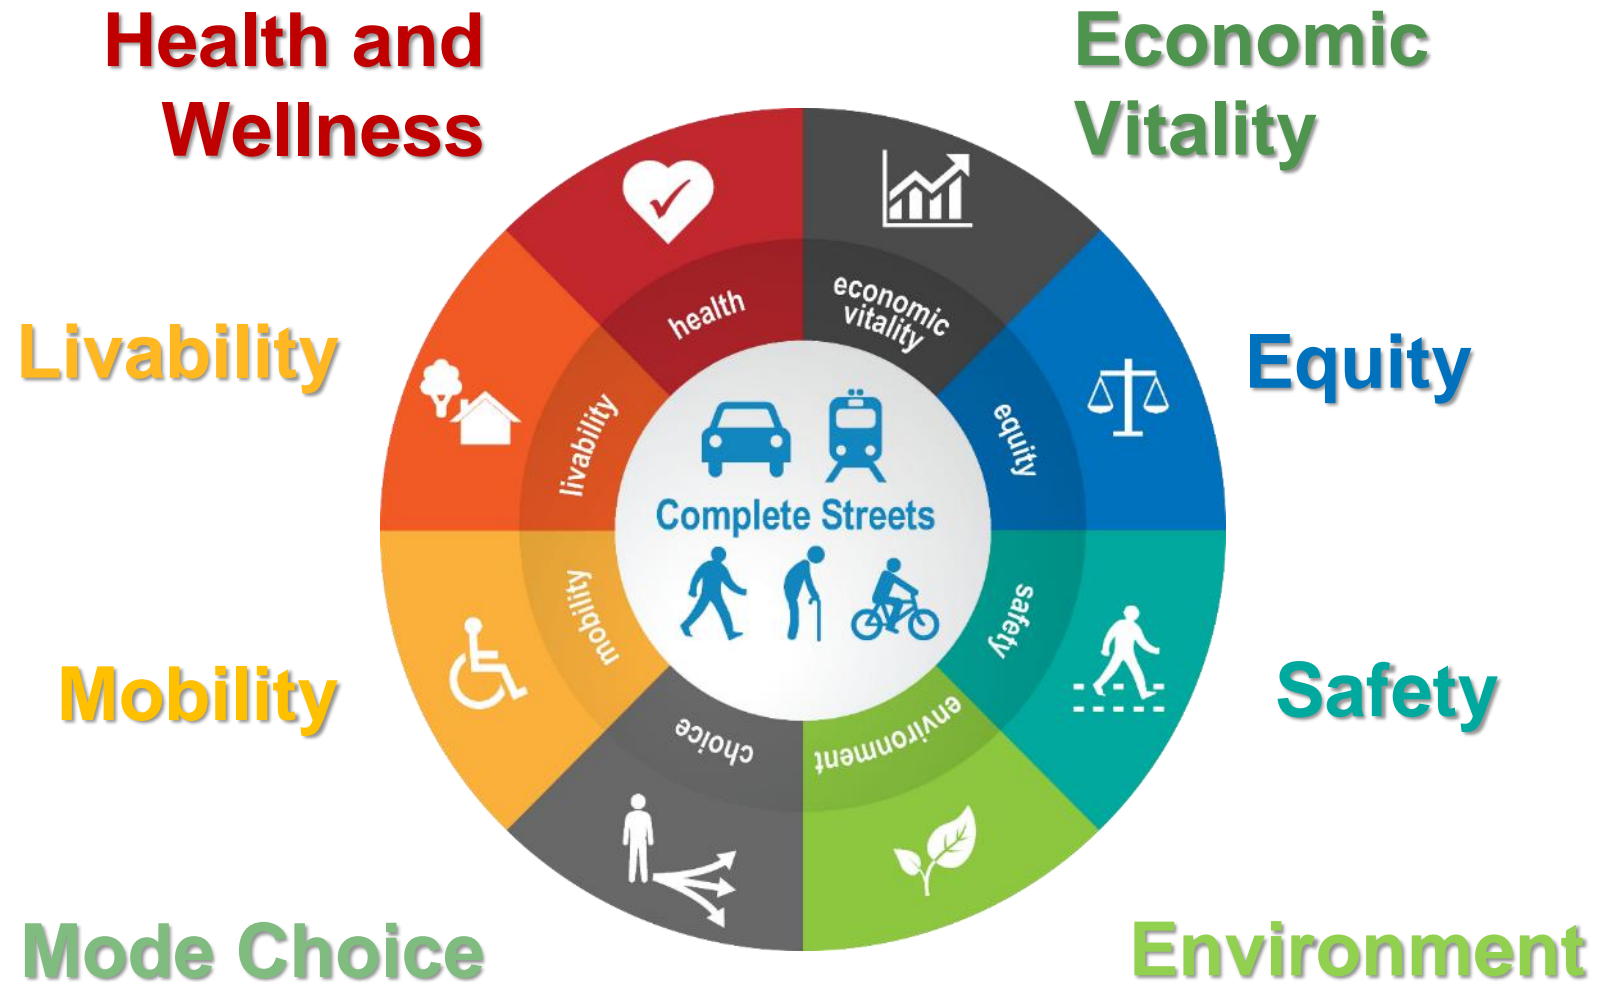 Health and
Wellness
Economic
Vitality
health
economic
vitality
Livability
Equity
livability
equity
Complete Streets
mobility
safety
Mobility
Safety
choice
environment
Mode Choice
Environment